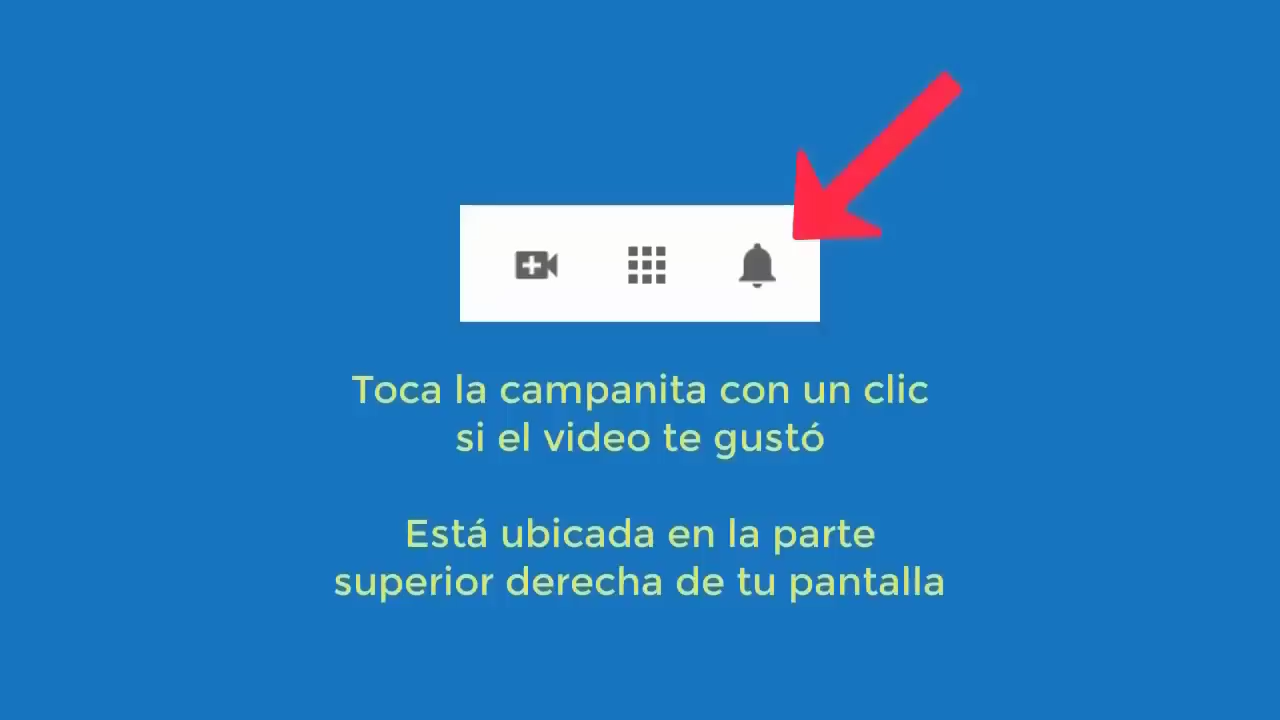 Toca la campanita con un clic
si el video te gustó
Está ubicada en la parte
superior derecha de tu pantalla